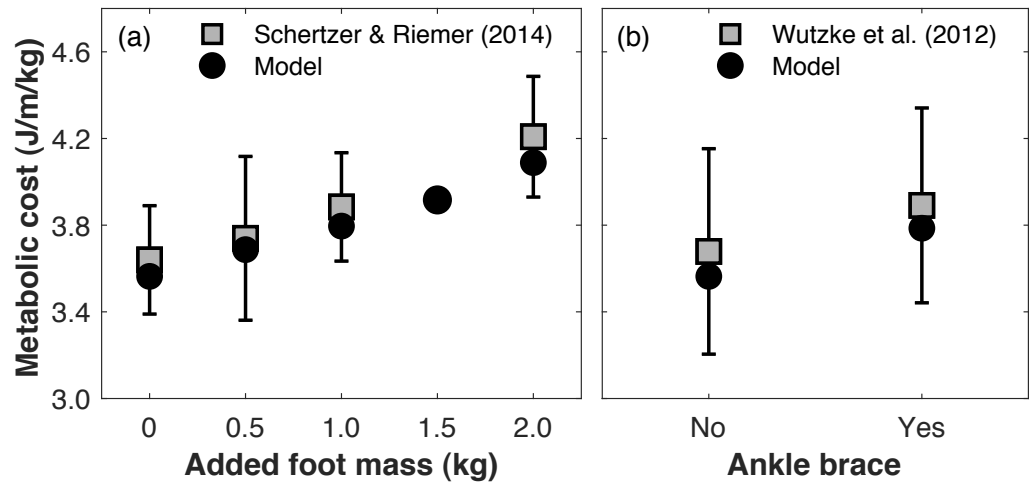 (a)
Schertzer & Riemer (2014)
Model
(b)
Wutzke et al. (2012)
Model
Metabolic cost (J/m/kg)
4.6
4.2
3.8
3.4
3.0
0 0.5 1.0 1.5 2.0
Added foot mass (kg)
No Yes
Ankle brace